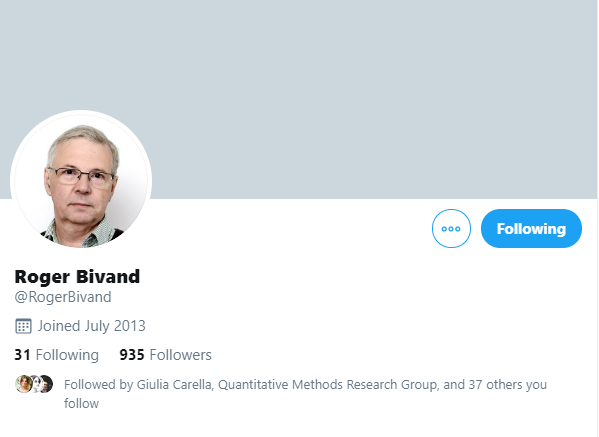 Following
Roger Bivand
@RogerBivand
Joined July 2013
31 Following 935 Followers
Followed by Giulia Carella, Quantitative Methods Research Group, and 37 others you
follow